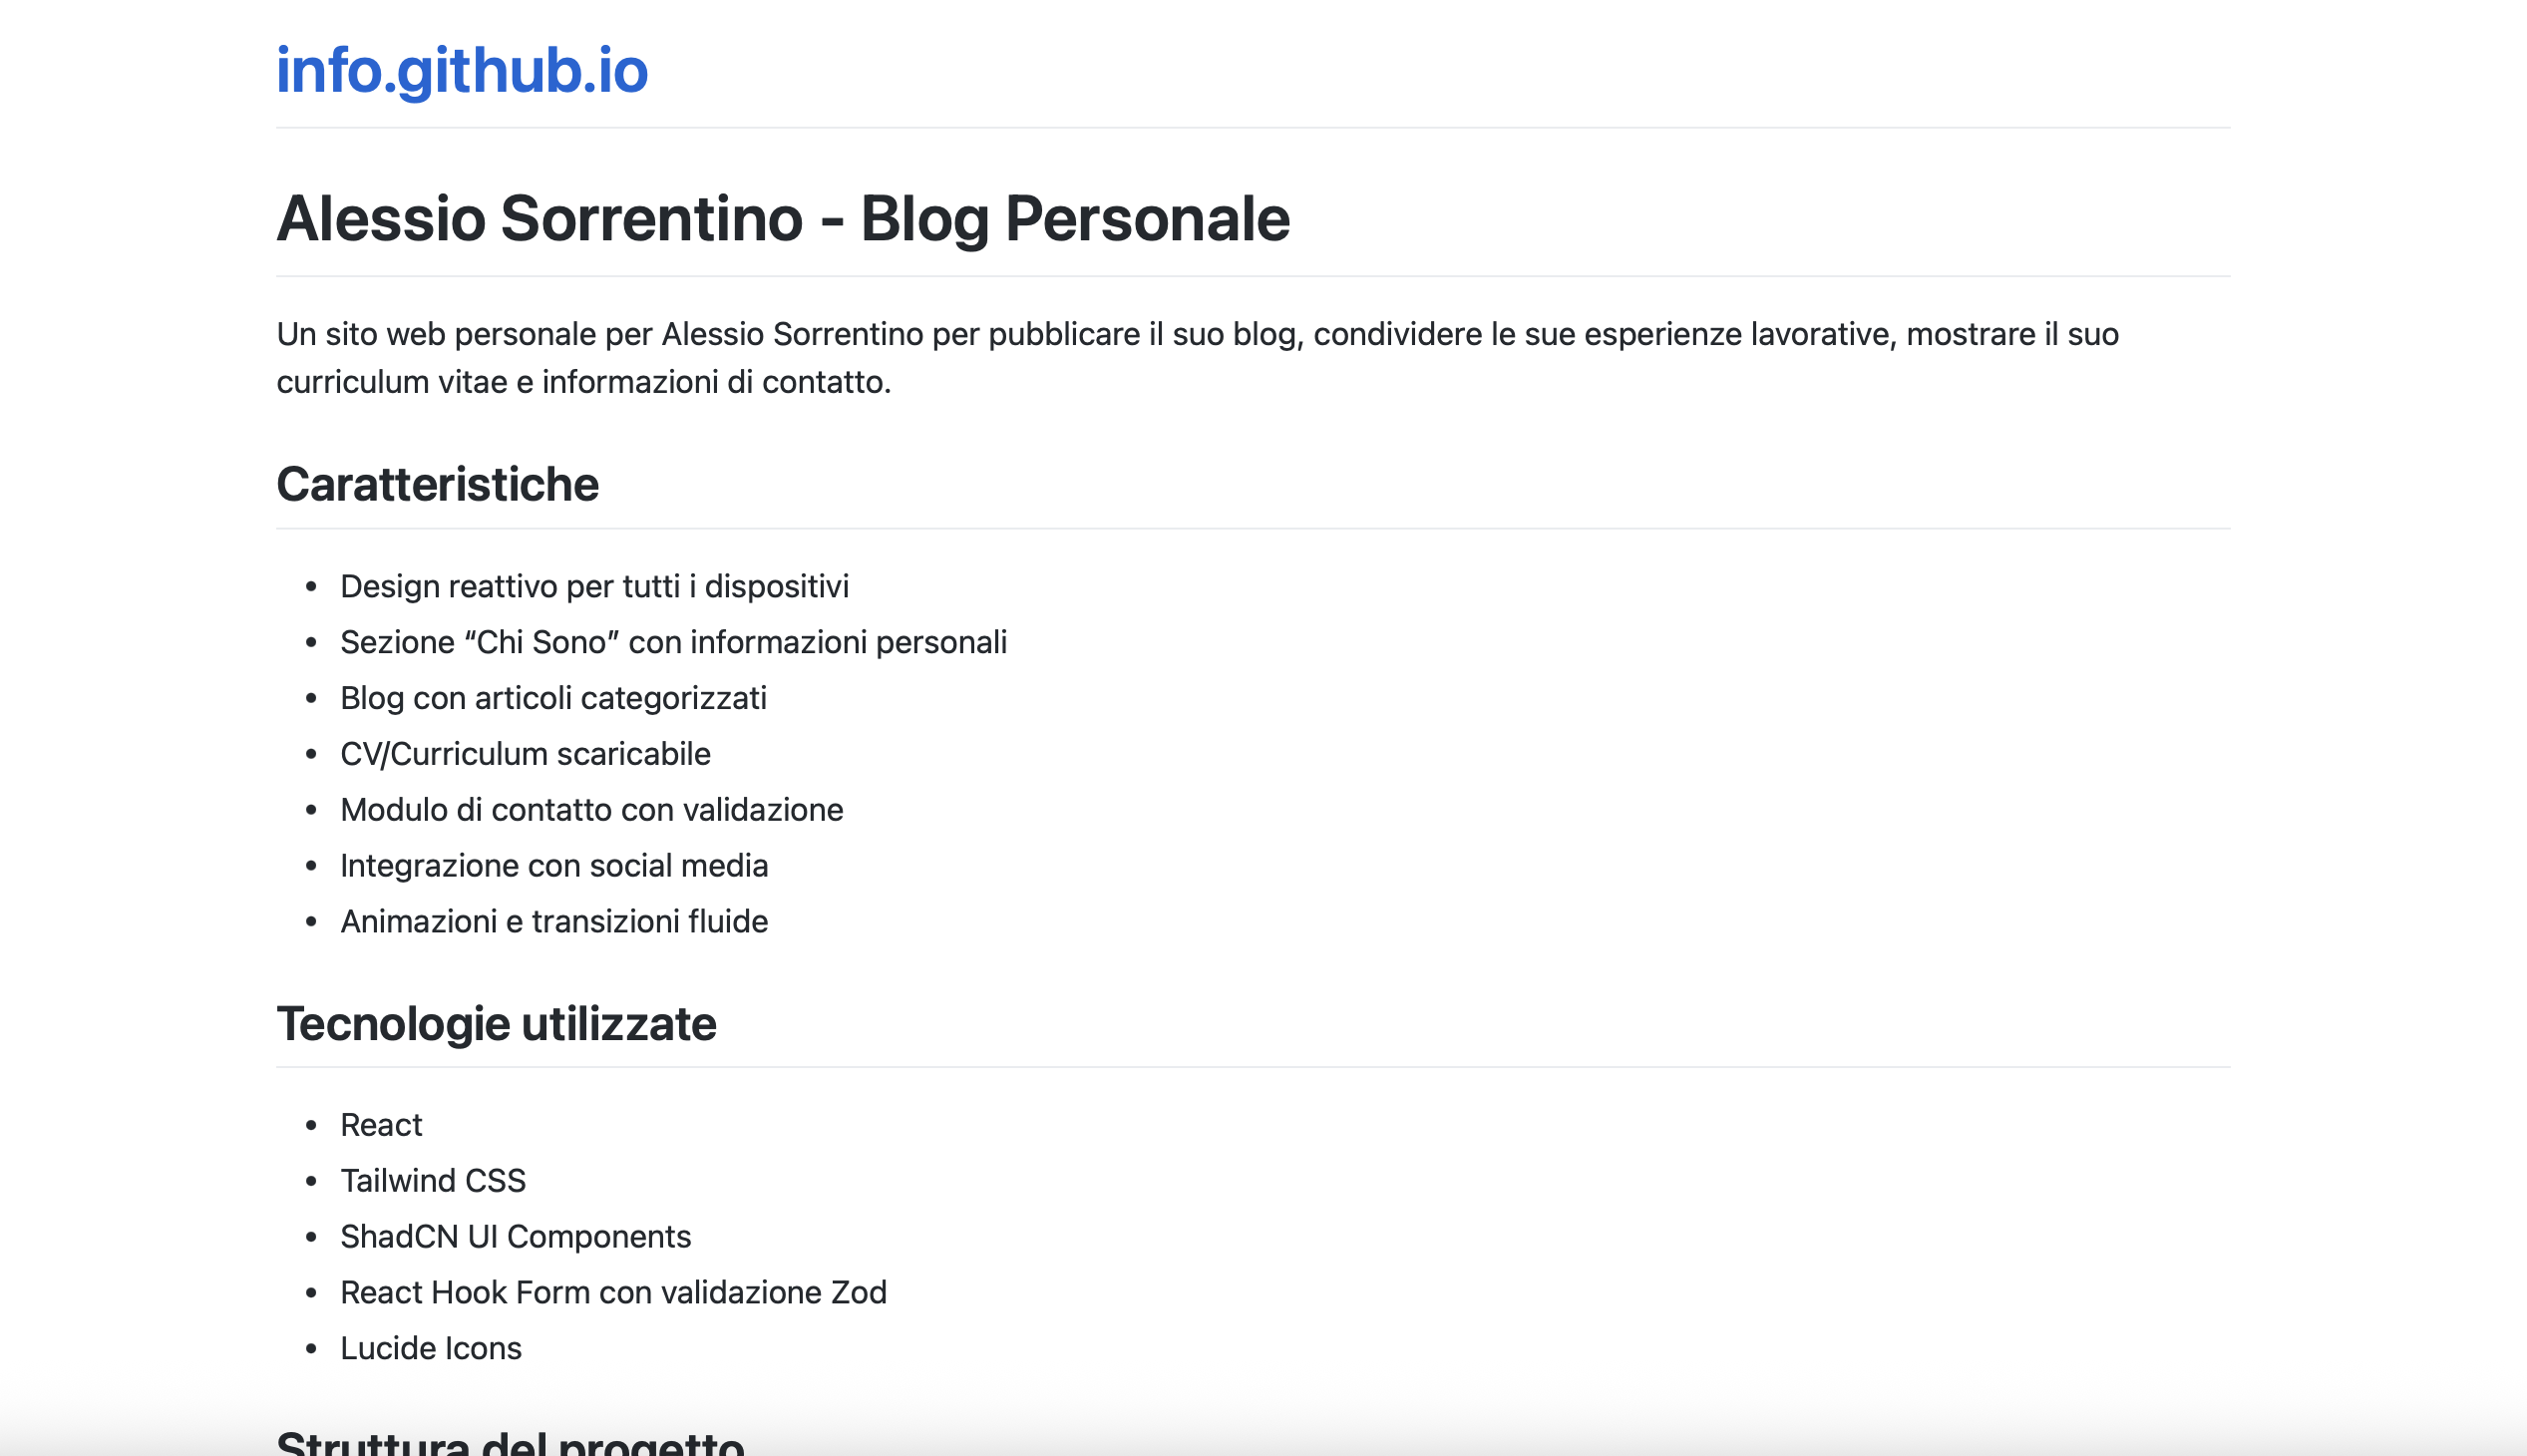 info.github.io
Alessio Sorrentino - Blog Personale
Un sito web personale per Alessio Sorrentino per pubblicare il suo blog, condividere le sue esperienze lavorative, mostrare il suo
curriculum vitae e informazioni di contatto.
Caratteristiche
• Design reattivo per tutti i dispositivi
• Sezione “Chi Sono” con informazioni personali
• Blog con articoli categorizzati
• CV/Curriculum scaricabile
• Modulo di contatto con validazione
• Integrazione con social media
• Animazioni e transizioni fluide
Tecnologie utilizzate
• React
• Tailwind CSS
• ShadCN UI Components
• React Hook Form con validazione Zod
• Lucide Icons
Struttura del progetto